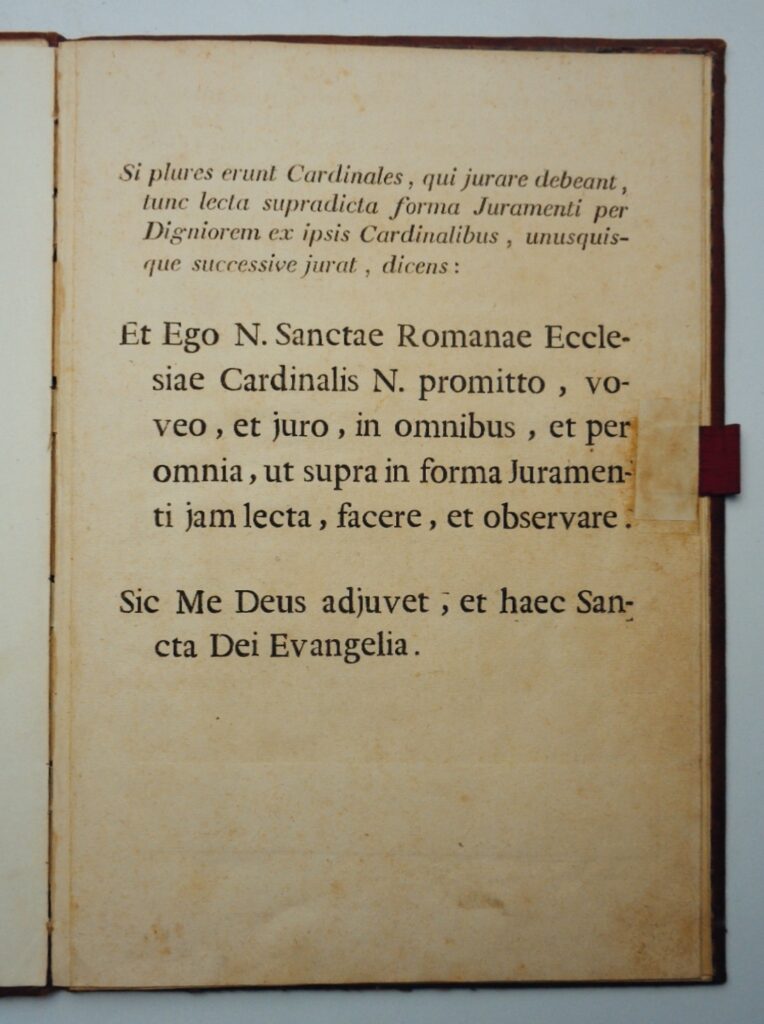 Si plures erunt Cardinales, qui jurare debeant,
tunc lecta supradicta forma Juramenti per
Digniorem ex ipsis Cardinalibus, unusquis-
que successive jurat, dicens:
Et Ego N. Sanctae Romanae Eccle-
siae Cardinalis N. promitto, vo-
veo, et juro, in omnibus, et per
omnia, ut supra in forma Juramen-
ti jam lecta, facere, et observare.
Sic Me Deus adjuvet, et haec San-
cta Dei Evangelia.